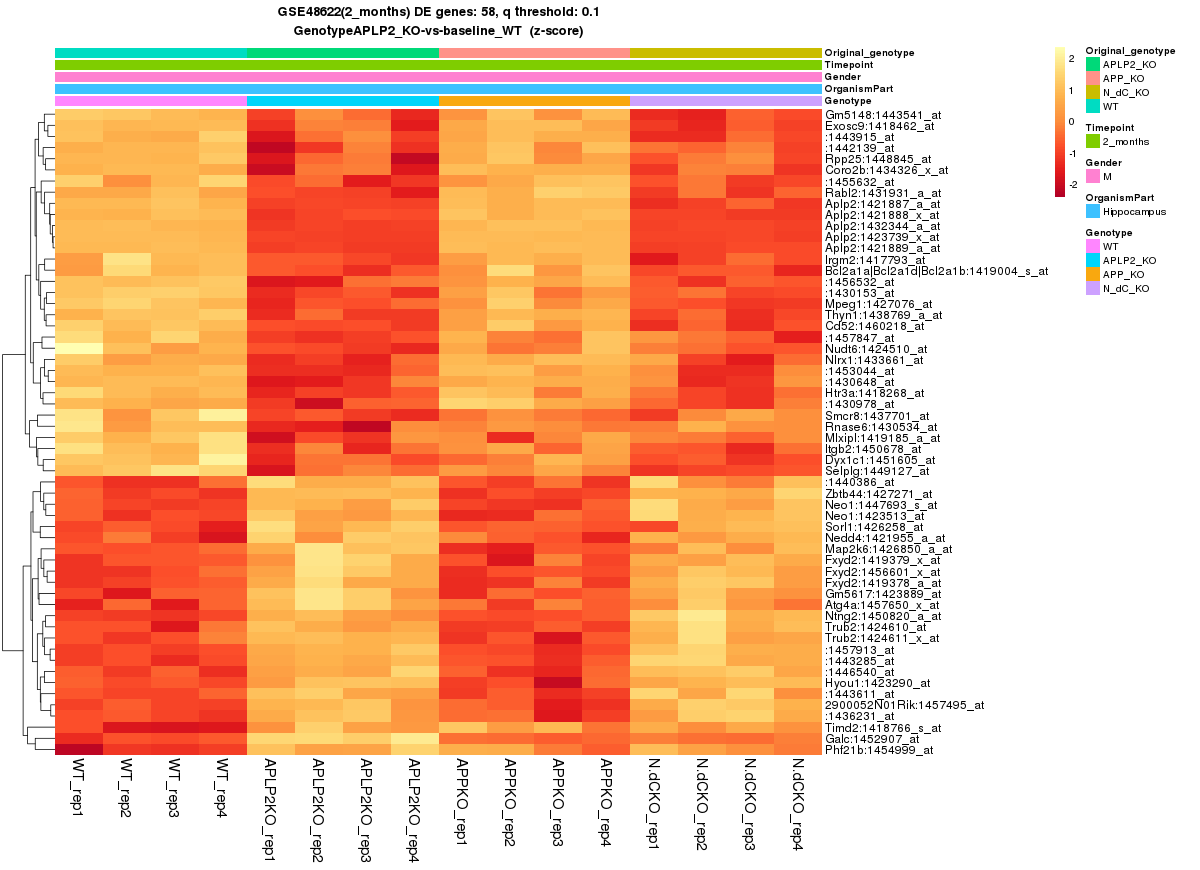 GSE48622(2_months) DE genes: 58, q threshold: 0.1
GenotypeAPLP2_KO-vs-baseline_WT (z-score)
Original_genotype
Timepoint
Gender
OrganismPart
Genotype
Gm5148:1443541_at
Exosc9:1418462_at
:1443915_at
:1442139_at
Rpp25:1448845_at
Coro2b:1434326_x_at
:1455632_at
Rabl2:1431931_a_at
Aplp2:1421887_a_at
Aplp2:1421888_x_at
Aplp2:1432344_a_at
Aplp2:1423739_x_at
Aplp2:1421889_a_at
Irgm2:1417793_at
Bcl2a1a|Bcl2a1d|Bcl2a1b:1419004_s_at
:1456532_at
:1430153_at
Mpeg1:1427076_at
Thyn1:1438769_a_at
Cd52:1460218_at
:1457847_at
Nudt6:1424510_at
Nlrx1:1433661_at
:1453044_at
:1430648_at
Htr3a:1418268_at
:1430978_at
Smcr8:1437701_at
Rnase6:1430534_at
Mlxipl:1419185_a_at
Itgb2:1450678_at
Dyx1c1:1451605_at
Selplg:1449127_at
:1440386_at
Zbtb44:1427271_at
Neo1:1447693_s_at
Neo1:1423513_at
Sorl1:1426258_at
Nedd4:1421955_a_at
Map2k6:1426850_a_at
Fxyd2:1419379_x_at
Fxyd2:1456601_x_at
Fxyd2:1419378_a_at
Gm5617:1423889_at
Atg4a:1457650_x_at
Ntng2:1450820_a_at
Trub2:1424610_at
Trub2:1424611_x_at
:1457913_at
:1443285_at
:1446540_at
Hyou1:1423290_at
:1443611_at
2900052N01Rik:1457495_at
:1436231_at
Timd2:1418766_s_at
Galc:1452907_at
Phf21b:1454999_at
WT_rep1
WT_rep2
WT_rep3
WT_rep4
APLP2KO_rep1
APLP2KO_rep2
APLP2KO_rep3
APLP2KO_rep4
APPKO_rep1
APPKO_rep2
APPKO_rep3
APPKO_rep4
N.dCKO_rep1
N.dCKO_rep2
N.dCKO_rep3
N.dCKO_rep4
2
1
0
-1
-2
Original_genotype
APLP2_KO
APP_KO
N_dC_KO
WT
Timepoint
2_months
Gender
M
OrganismPart
Hippocampus
Genotype
WT
APLP2_KO
APP_KO
N_dC_KO